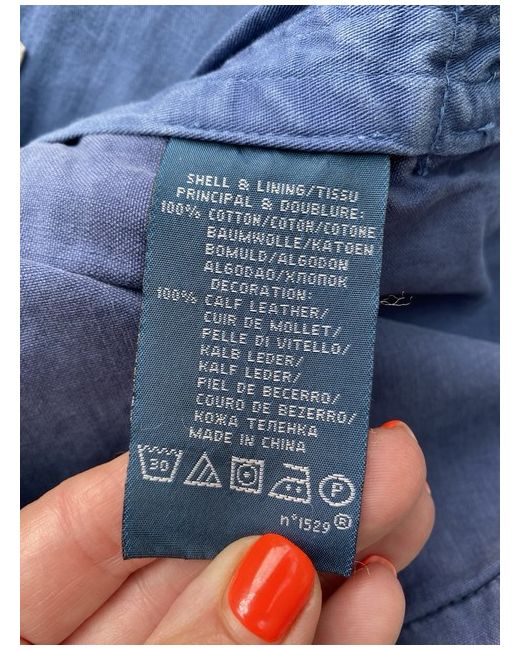 SHELL & LINING/TISSU
PRINCIPAL & DOUBLURE:
100% COTTON/COTON/COTONE
BAUMWOLLE/KATOEN
BOMULD/ALGODON
ALGODAO/ХЛОПОК
DECORATION:
100% CALF LEATHER/
CUIR DE MOLLET/
PELLE DI VITELLO/
KALB LEDER/
KALF LEDER/
PIEL DE BECERRO/
COURO DE BEZERRO/
КОЖА ТЕЛЕНКА
MADE IN CHINA
30 P
n°1529®